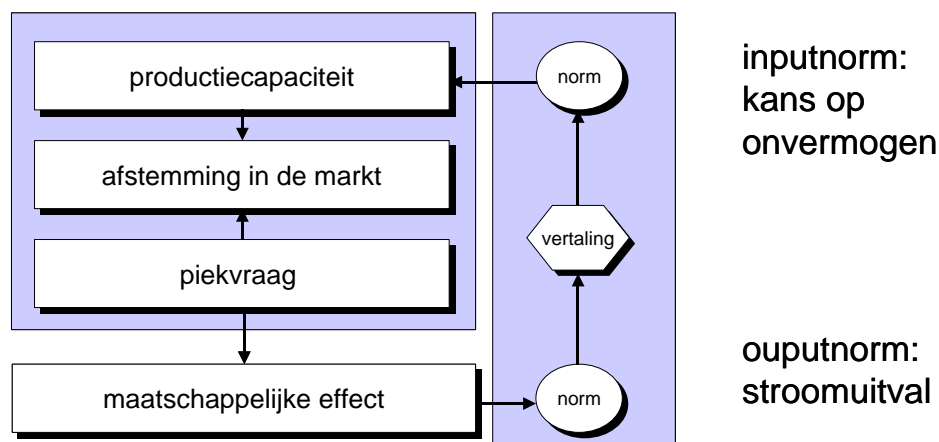 productiecapaciteit
afstemming in de markt
piekvraag
maatschappelijke effect
norm
vertaling
norm
inputnorm:
kans op
onvermogen
ouputnorm:
stroomuitval